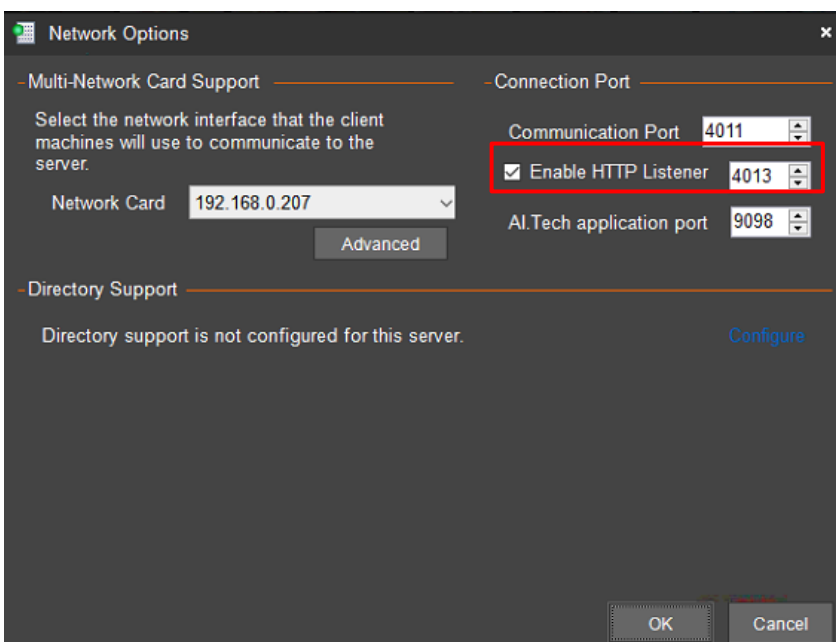 Network Options
Multi-Network Card Support
Select the network interface that the client
machines will use to communicate to the
server.
Network Card 192.168.0.207
Advanced
Connection Port
Communication Port 4011
Enable HTTP Listener 4013
AI.Tech application port 9098
Directory Support
Directory support is not configured for this server.
Configure
OK
Cancel